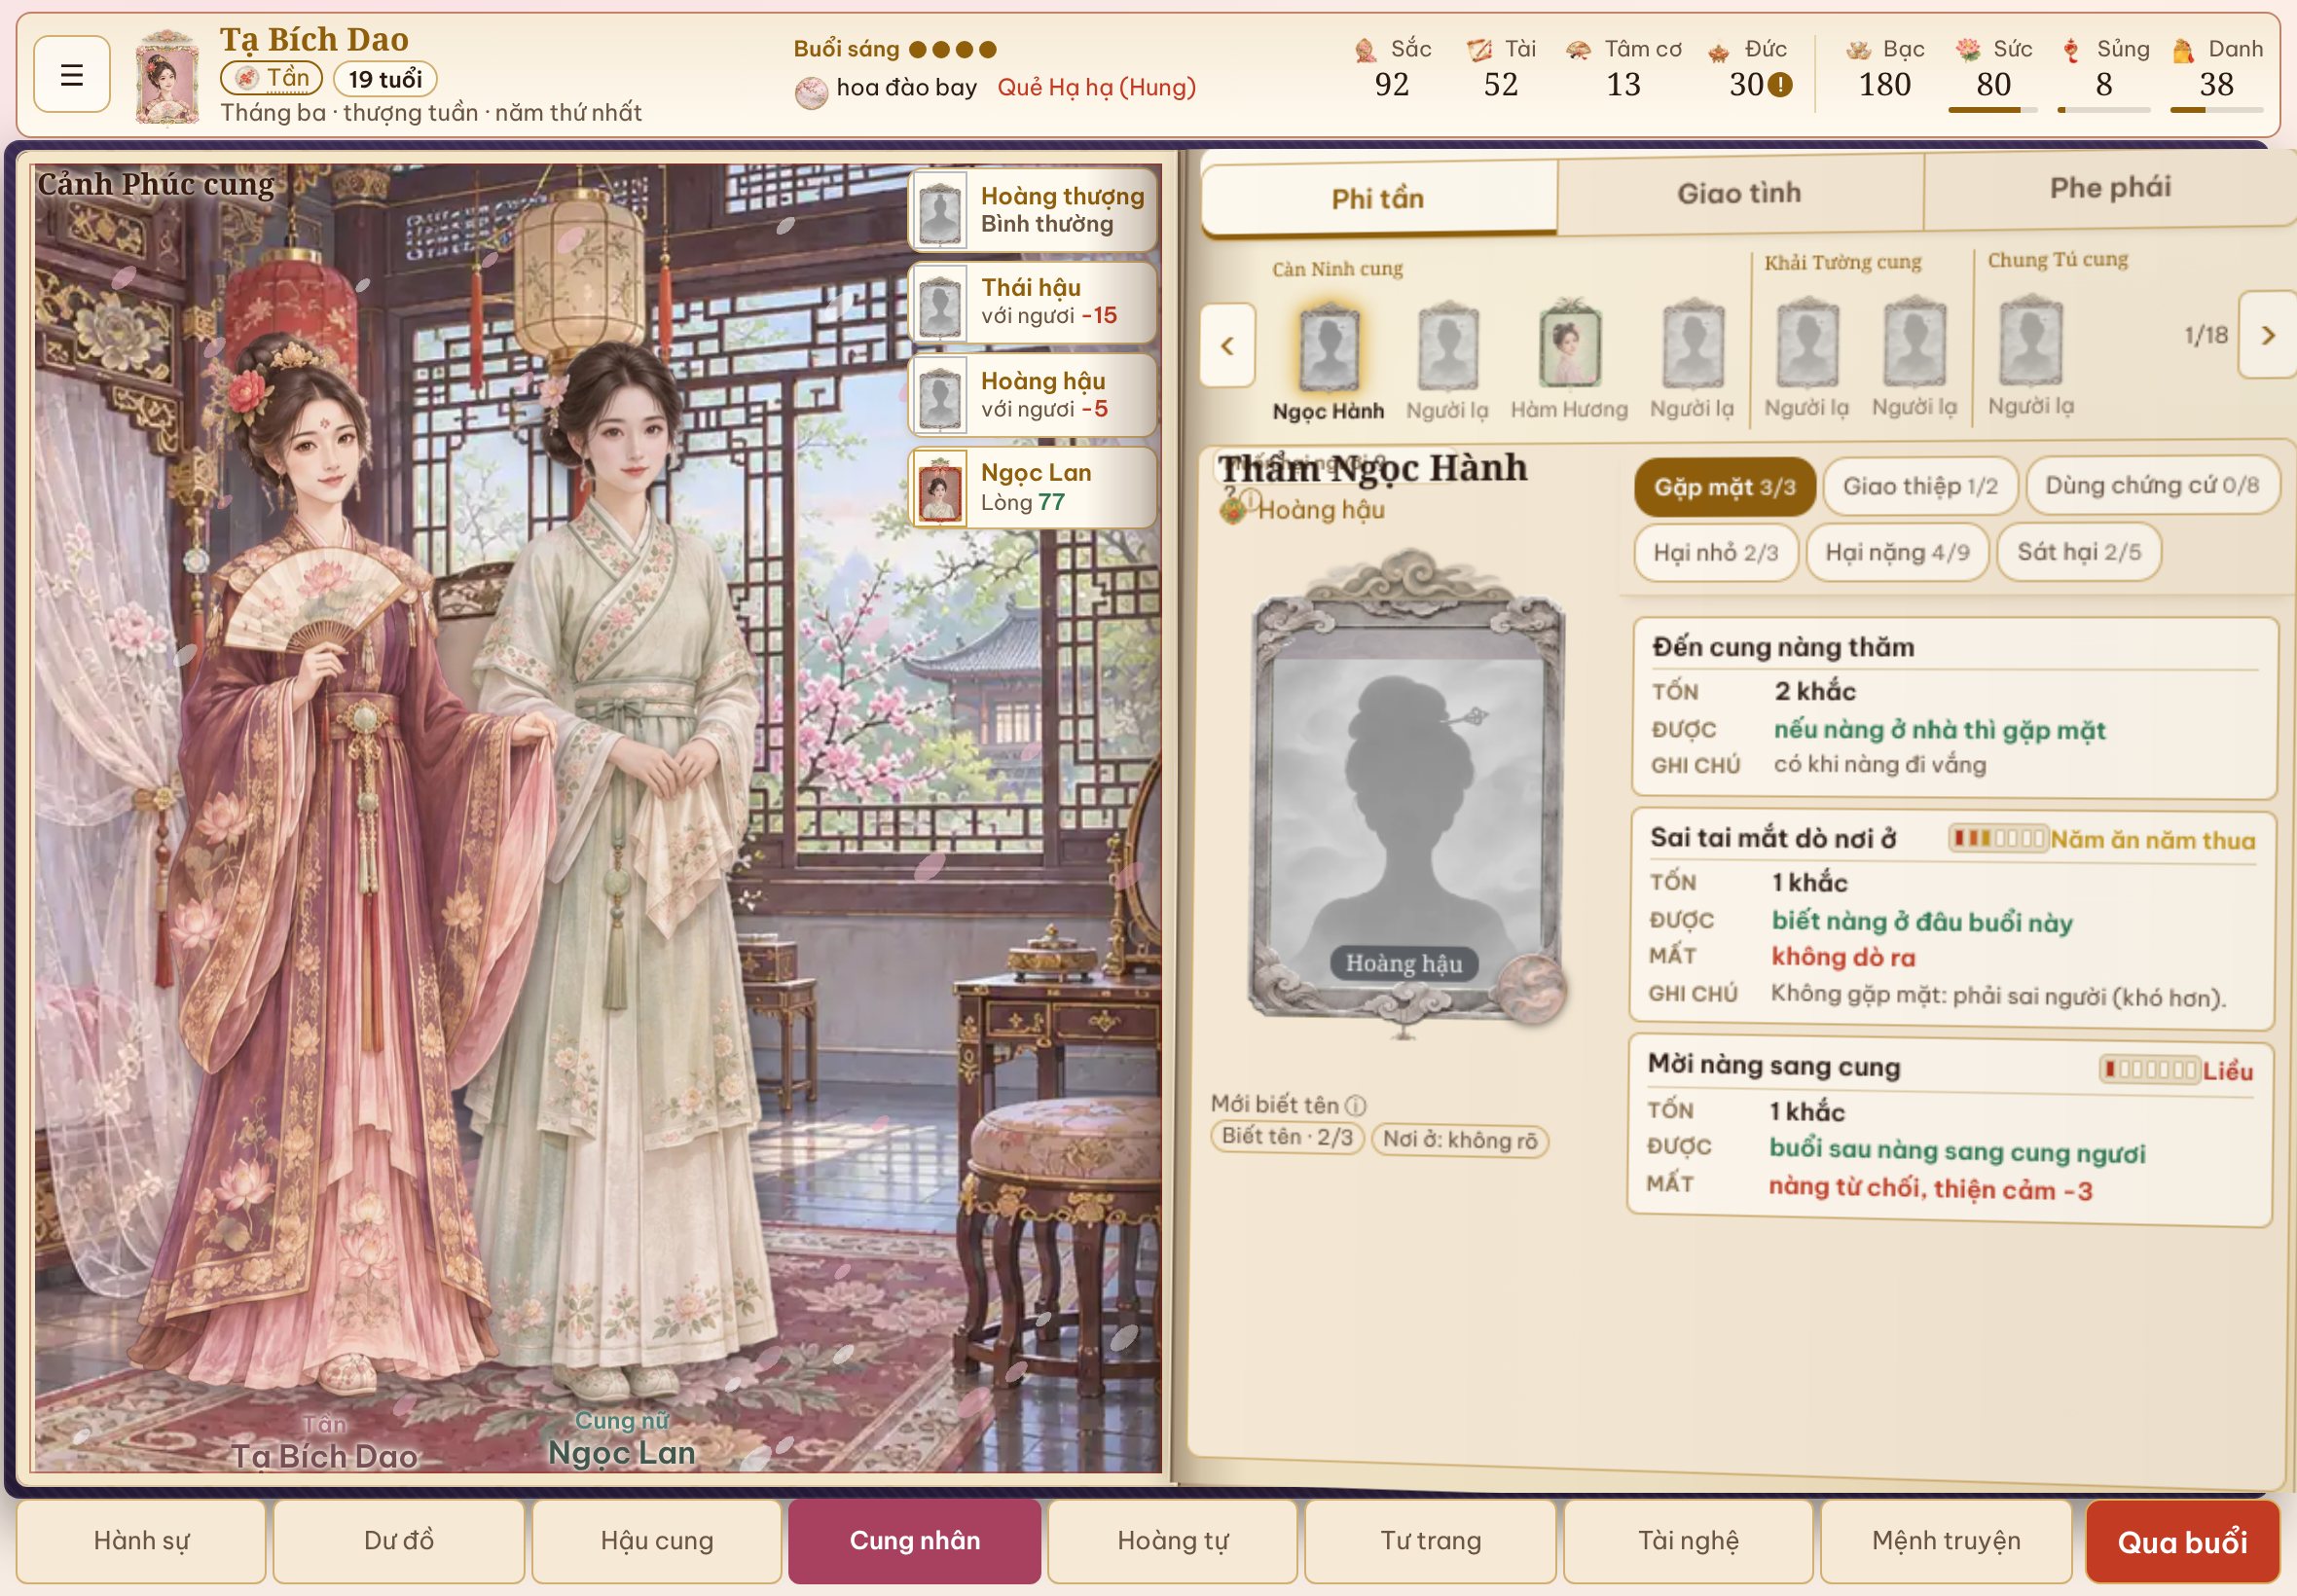 ☰
Tạ Bích Dao
Tần
19 tuổi
Tháng ba · thượng tuần · năm thứ nhất
Buổi sáng
hoa đào bay
Quẻ Hạ hạ (Hung)
Sắc
92
Tài
52
Tâm cơ
13
Đức
30 !
Bạc
180
Sức
80
Sủng
8
Danh
38
Cảnh Phúc cung
Hoàng thượng
Bình thường
Thái hậu
với ngươi -15
Hoàng hậu
với ngươi -5
Ngọc Lan
Lòng 77
Tần
Tạ Bích Dao
Cung nữ
Ngọc Lan
Phi tần
Giao tình
Phe phái
Càn Ninh cung
Khải Tường cung
Chung Tú cung
‹
Ngọc Hành
Người lạ
Hàm Hương
Người lạ
Người lạ
Người lạ
Người lạ
1/18
›
Thẩm Ngọc Hành
?
Hoàng hậu
Hoàng hậu
Mới biết tên ⓘ
Biết tên · 2/3
Nơi ở: không rõ
Gặp mặt 3/3
Giao thiệp 1/2
Dùng chứng cứ 0/8
Hại nhỏ 2/3
Hại nặng 4/9
Sát hại 2/5
Đến cung nàng thăm
TỐN 2 khắc
ĐƯỢC nếu nàng ở nhà thì gặp mặt
GHI CHÚ có khi nàng đi vắng
Sai tai mắt dò nơi ở
Năm ăn năm thua
TỐN 1 khắc
ĐƯỢC biết nàng ở đâu buổi này
MẤT không dò ra
GHI CHÚ Không gặp mặt: phải sai người (khó hơn).
Mời nàng sang cung
Liều
TỐN 1 khắc
ĐƯỢC buổi sau nàng sang cung ngươi
MẤT nàng từ chối, thiện cảm -3
Hành sự
Dư đồ
Hậu cung
Cung nhân
Hoàng tự
Tư trang
Tài nghệ
Mệnh truyện
Qua buổi